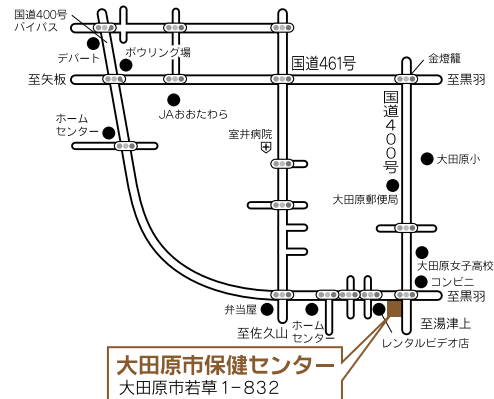 国道400号
バイパス
デパート
ボウリング場
国道461号
金燈籠
至矢板
至黒羽
JAおおたわら
国道400号
ホーム
センター
室井病院
大田原小
大田原郵便局
大田原女子高校
コンビニ
至黒羽
弁当屋
ホーム
センター
至佐久山
至湯津上
レンタルビデオ店
大田原市保健センター
大田原市若草1-832